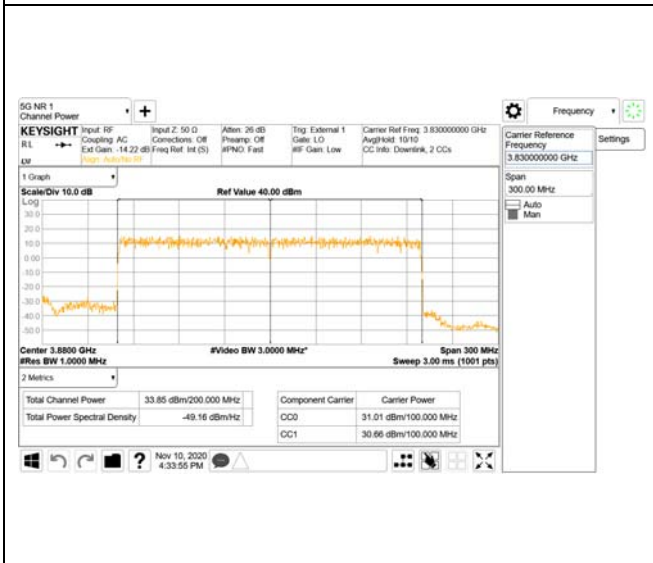 5G NR 1
Channel Power
Frequency
KEYSIGHT
RL
Input: RF
Coupling: AC
Ext Gain: -14.22 dB
Align: Auto/No RF
Input Z: 50 Ω
Corrections: Off
Freq Ref: Int (S)
Atten: 26 dB
Preamp: Off
#PNO: Fast
Trig: External 1
Gate: LO
#IF Gain: Low
Carrier Ref Freq: 3.830000000 GHz
Avg|Hold: 10/10
CC Info: Downlink, 2 CCs
Carrier Reference
Frequency
3.830000000 GHz
Settings
Span
300.00 MHz
Auto
Man
1 Graph
Scale/Div 10.0 dB
Ref Value 40.00 dBm
Log
30.0
20.0
10.0
0.00
-10.0
-20.0
-30.0
-40.0
-50.0
Center 3.8800 GHz
#Video BW 3.0000 MHz*
Span 300 MHz
#Res BW 1.0000 MHz
Sweep 3.00 ms (1001 pts)
2 Metrics
Total Channel Power 33.85 dBm/200.000 MHz
Total Power Spectral Density -49.16 dBm/Hz
Component Carrier Carrier Power
CC0 31.01 dBm/100.000 MHz
CC1 30.66 dBm/100.000 MHz
Nov 10, 2020
4:33:55 PM